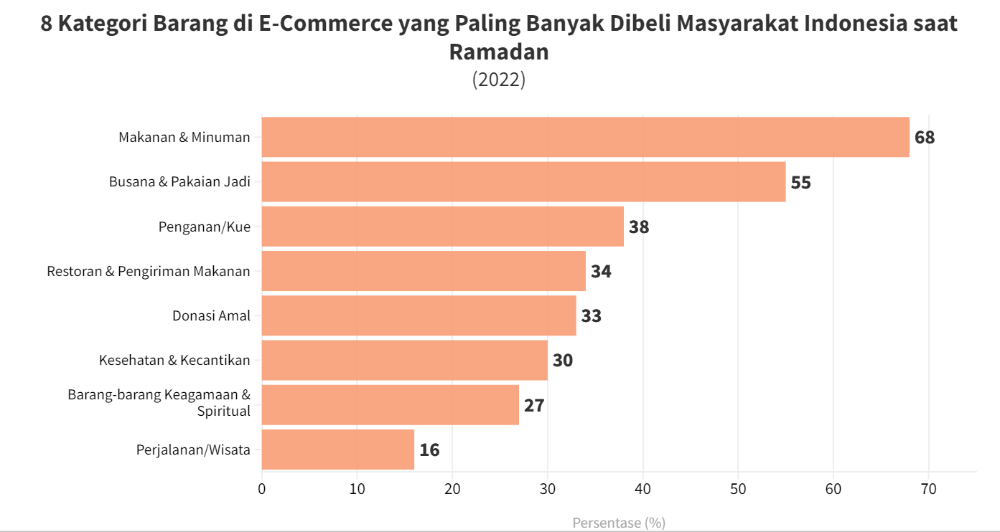 8 Kategori Barang di E-Commerce yang Paling Banyak Dibeli Masyarakat Indonesia saat
Ramadan
(2022)
Makanan & Minuman 68
Busana & Pakaian Jadi 55
Penganan/Kue 38
Restoran & Pengiriman Makanan 34
Donasi Amal 33
Kesehatan & Kecantikan 30
Barang-barang Keagamaan &
Spiritual 27
Perjalanan/Wisata 16
0 10 20 30 40 50 60 70
Persentase (%)